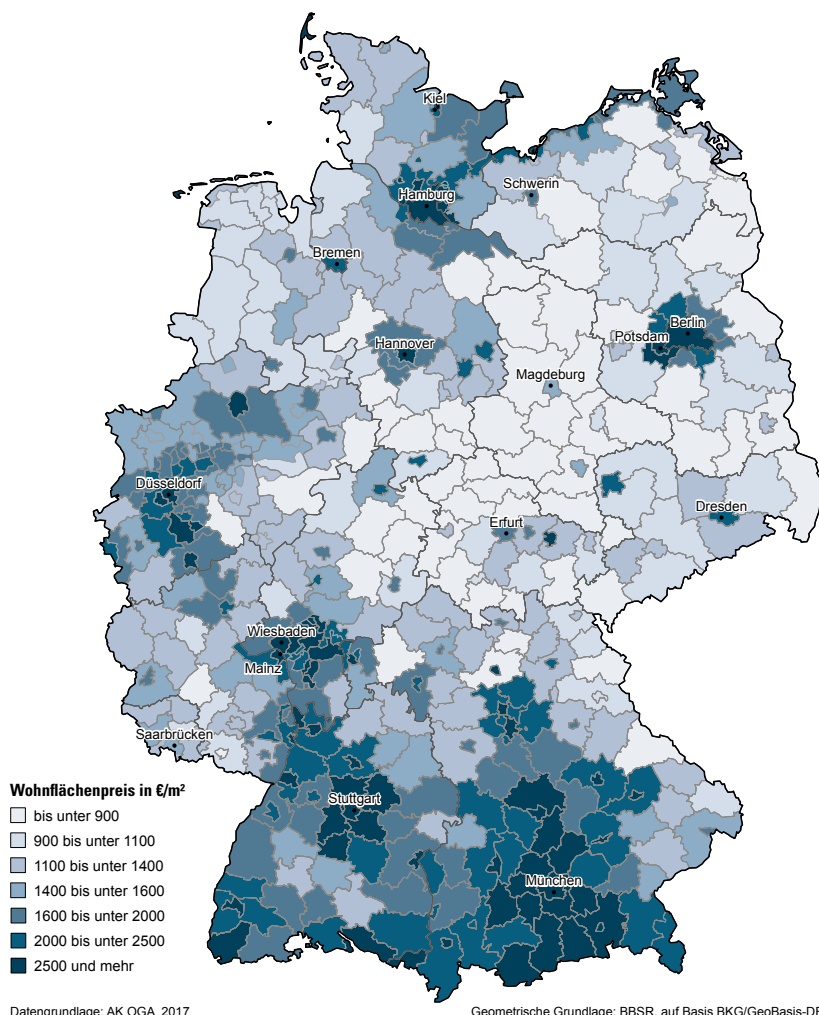 Kiel
Hamburg
Schwerin
Bremen
Hannover
Potsdam
Berlin
Magdeburg
Düsseldorf
Erfurt
Dresden
Wiesbaden
Mainz
Saarbrücken
Stuttgart
München
Wohnflächenpreis in €/m²
bis unter 900
900 bis unter 1100
1100 bis unter 1400
1400 bis unter 1600
1600 bis unter 2000
2000 bis unter 2500
2500 und mehr
Datengrundlage: AK OGA, 2017
Geometrische Grundlage: BBSR, auf Basis BKG/GeoBasis-DE